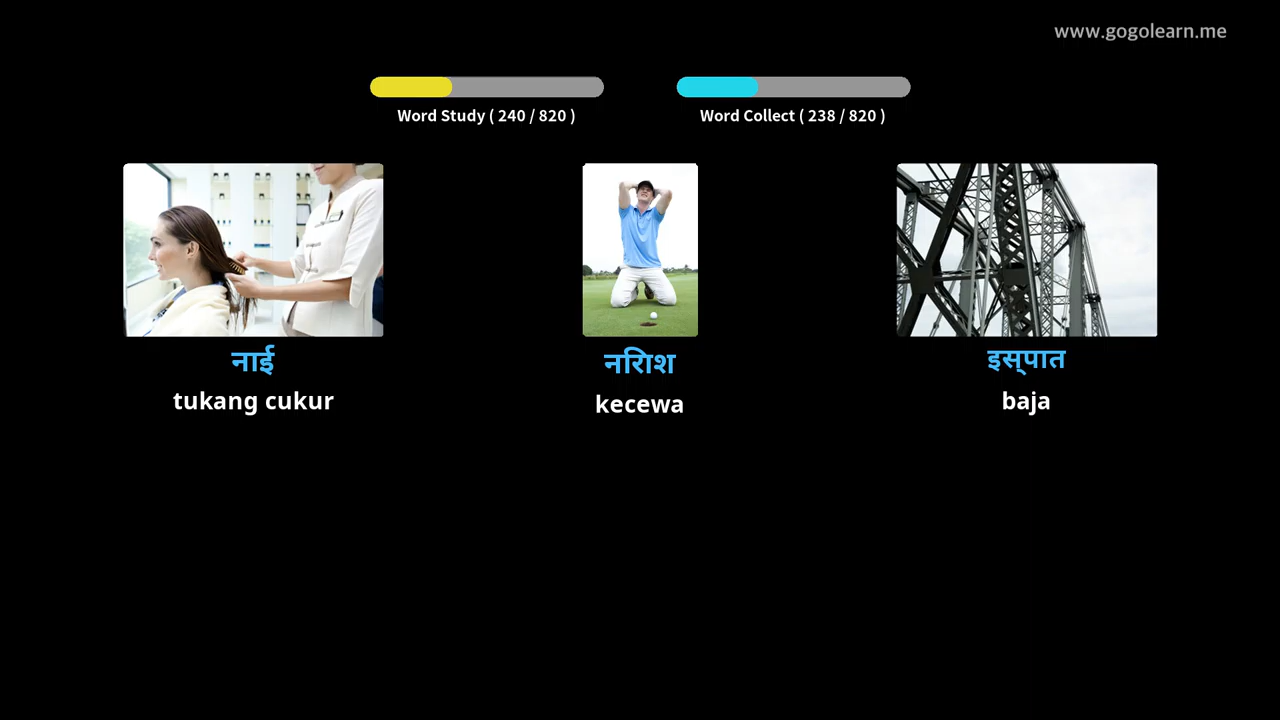 www.gogolearn.me
Word Study ( 240 / 820 )
Word Collect ( 238 / 820 )
नाई
निराश
इस्पात
tukang cukur
kecewa
baja